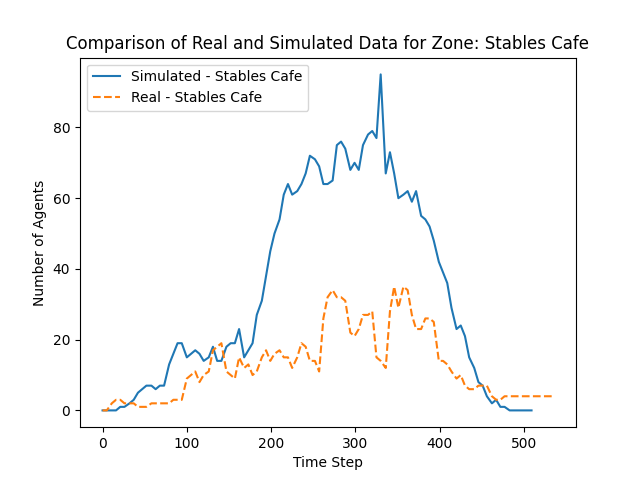 Comparison of Real and Simulated Data for Zone: Stables Cafe
Simulated - Stables Cafe
Real - Stables Cafe
80
60
40
20
0
Number of Agents
0 100 200 300 400 500
Time Step